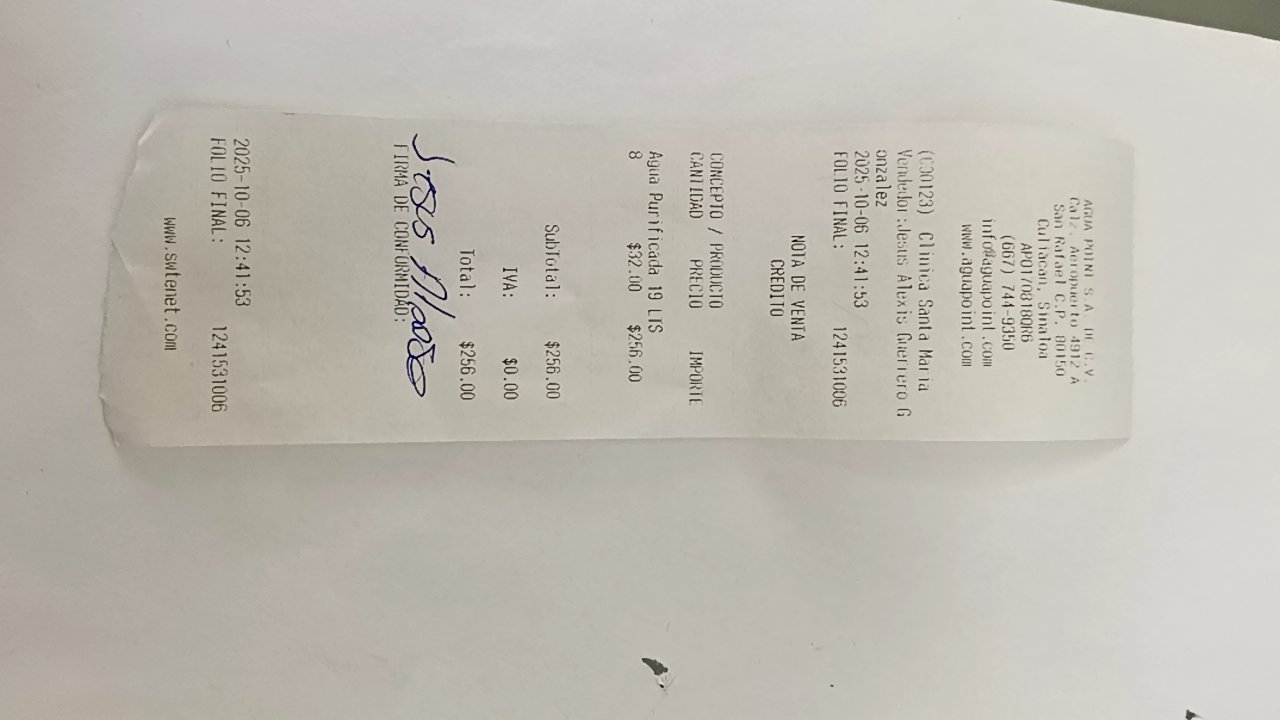 AGUA POINT S.A. DE C.V.
Calz. Aeropuerto 4912 A
San Rafael C.P. 80150
Culiacan, Sinaloa
APO170818QR6
(667) 744-9350
info@aguapoint.com
www.aguapoint.com
(C00123) Clinica Santa Maria
Vendedor:Jesus Alexis Guerrero G
onzalez
2025-10-06 12:41:53
FOLIO FINAL: 1241531006
NOTA DE VENTA
CREDITO
CONCEPTO / PRODUCTO
CANTIDAD PRECIO IMPORTE
Agua Purificada 19 LTS
8 $32.00 $256.00
SubTotal: $256.00
IVA: $0.00
Total: $256.00
Jesus
FIRMA DE CONFORMIDAD:
2025-10-06 12:41:53
FOLIO FINAL: 1241531006
www.swtenet.com